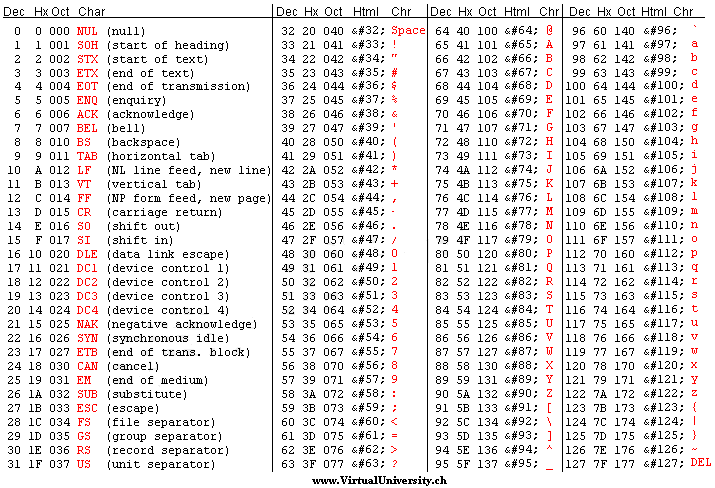 Dec Hx Oct Char Dec Hx Oct Html Chr Dec Hx Oct Html Chr Dec Hx Oct Html Chr
0 0 000 NUL (null) 32 20 040 &#32; Space 64 40 100 &#64; @ 96 60 140 &#96; `
1 1 001 SOH (start of heading) 33 21 041 &#33; ! 65 41 101 &#65; A 97 61 141 &#97; a
2 2 002 STX (start of text) 34 22 042 &#34; " 66 42 102 &#66; B 98 62 142 &#98; b
3 3 003 ETX (end of text) 35 23 043 &#35; # 67 43 103 &#67; C 99 63 143 &#99; c
4 4 004 EOT (end of transmission) 36 24 044 &#36; $ 68 44 104 &#68; D 100 64 144 &#100; d
5 5 005 ENQ (enquiry) 37 25 045 &#37; % 69 45 105 &#69; E 101 65 145 &#101; e
6 6 006 ACK (acknowledge) 38 26 046 &#38; & 70 46 106 &#70; F 102 66 146 &#102; f
7 7 007 BEL (bell) 39 27 047 &#39; ' 71 47 107 &#71; G 103 67 147 &#103; g
8 8 010 BS (backspace) 40 28 050 &#40; ( 72 48 110 &#72; H 104 68 150 &#104; h
9 9 011 TAB (horizontal tab) 41 29 051 &#41; ) 73 49 111 &#73; I 105 69 151 &#105; i
10 A 012 LF (NL line feed, new line) 42 2A 052 &#42; * 74 4A 112 &#74; J 106 6A 152 &#106; j
11 B 013 VT (vertical tab) 43 2B 053 &#43; + 75 4B 113 &#75; K 107 6B 153 &#107; k
12 C 014 FF (NP form feed, new page) 44 2C 054 &#44; , 76 4C 114 &#76; L 108 6C 154 &#108; l
13 D 015 CR (carriage return) 45 2D 055 &#45; - 77 4D 115 &#77; M 109 6D 155 &#109; m
14 E 016 SO (shift out) 46 2E 056 &#46; . 78 4E 116 &#78; N 110 6E 156 &#110; n
15 F 017 SI (shift in) 47 2F 057 &#47; / 79 4F 117 &#79; O 111 6F 157 &#111; o
16 10 020 DLE (data link escape) 48 30 060 &#48; 0 80 50 120 &#80; P 112 70 160 &#112; p
17 11 021 DC1 (device control 1) 49 31 061 &#49; 1 81 51 121 &#81; Q 113 71 161 &#113; q
18 12 022 DC2 (device control 2) 50 32 062 &#50; 2 82 52 122 &#82; R 114 72 162 &#114; r
19 13 023 DC3 (device control 3) 51 33 063 &#51; 3 83 53 123 &#83; S 115 73 163 &#115; s
20 14 024 DC4 (device control 4) 52 34 064 &#52; 4 84 54 124 &#84; T 116 74 164 &#116; t
21 15 025 NAK (negative acknowledge) 53 35 065 &#53; 5 85 55 125 &#85; U 117 75 165 &#117; u
22 16 026 SYN (synchronous idle) 54 36 066 &#54; 6 86 56 126 &#86; V 118 76 166 &#118; v
23 17 027 ETB (end of trans. block) 55 37 067 &#55; 7 87 57 127 &#87; W 119 77 167 &#119; w
24 18 030 CAN (cancel) 56 38 070 &#56; 8 88 58 130 &#88; X 120 78 170 &#120; x
25 19 031 EM (end of medium) 57 39 071 &#57; 9 89 59 131 &#89; Y 121 79 171 &#121; y
26 1A 032 SUB (substitute) 58 3A 072 &#58; : 90 5A 132 &#90; Z 122 7A 172 &#122; z
27 1B 033 ESC (escape) 59 3B 073 &#59; ; 91 5B 133 &#91; [ 123 7B 173 &#123; {
28 1C 034 FS (file separator) 60 3C 074 &#60; < 92 5C 134 &#92; \ 124 7C 174 &#124; |
29 1D 035 GS (group separator) 61 3D 075 &#61; = 93 5D 135 &#93; ] 125 7D 175 &#125; }
30 1E 036 RS (record separator) 62 3E 076 &#62; > 94 5E 136 &#94; ^ 126 7E 176 &#126; ~
31 1F 037 US (unit separator) 63 3F 077 &#63; ? 95 5F 137 &#95; _ 127 7F 177 &#127; DEL
www.VirtualUniversity.ch